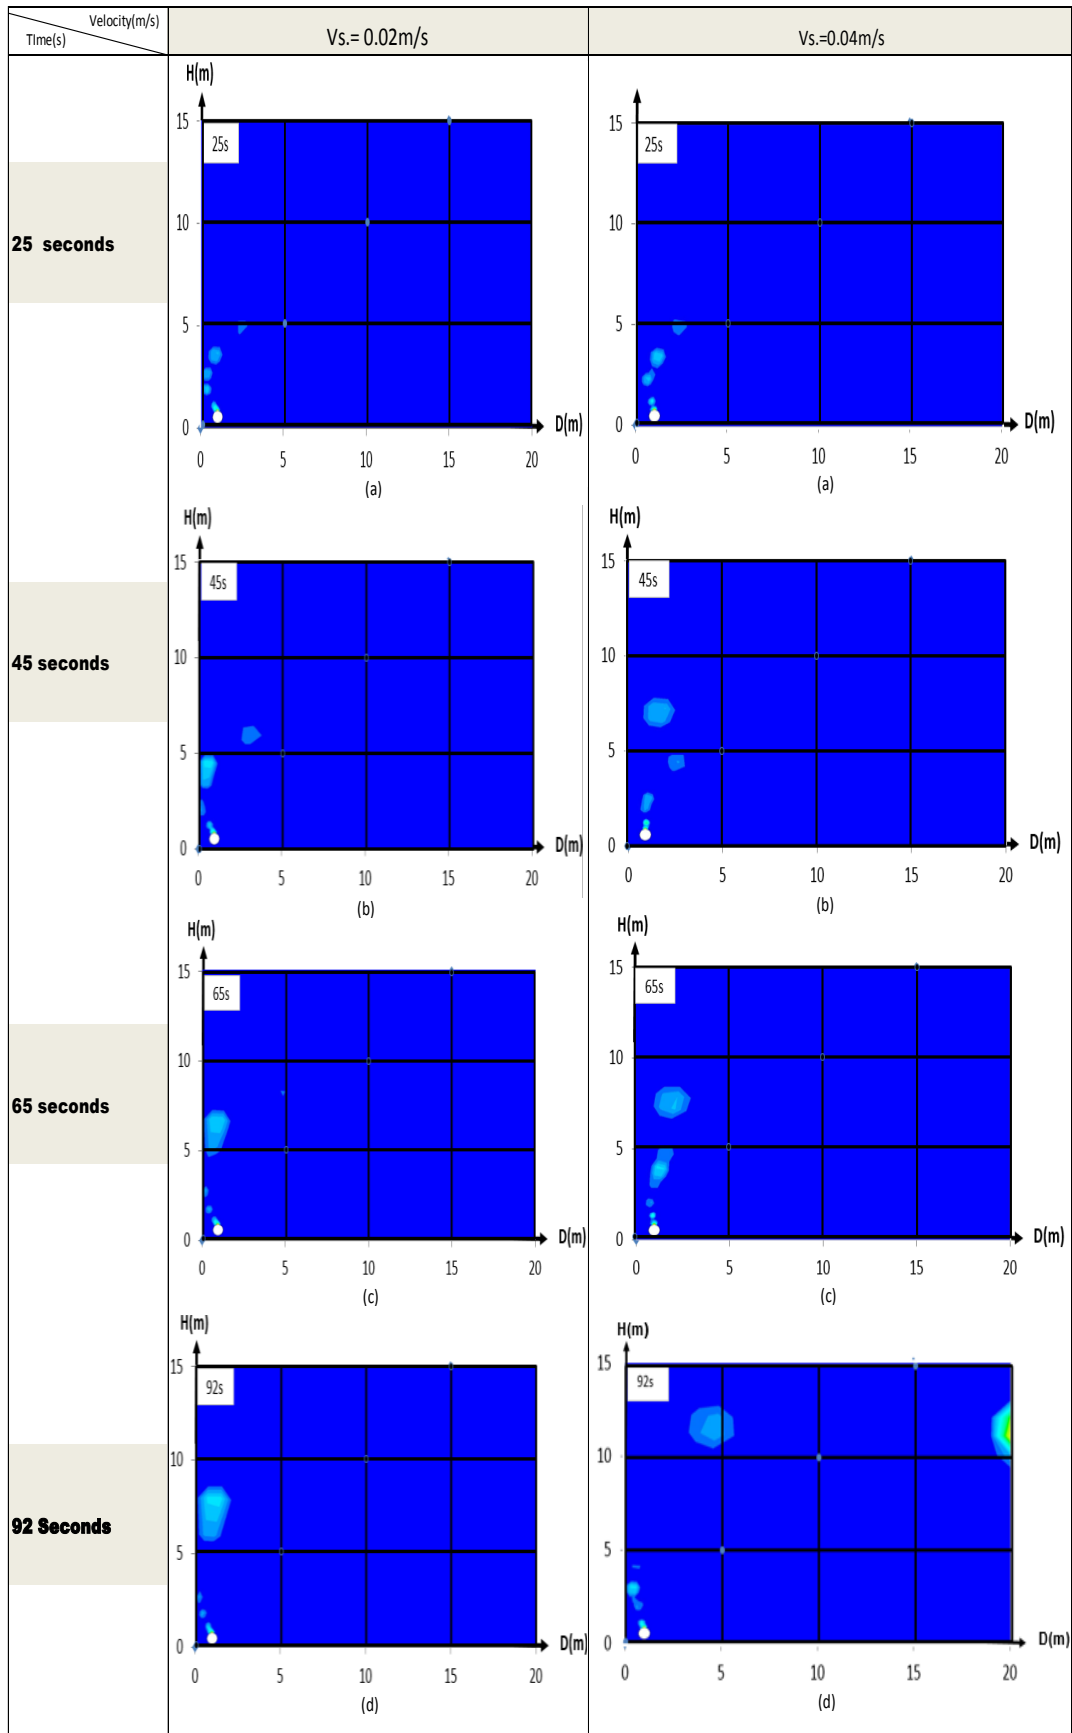 Velocity(m/s)
TIme(s)
Vs.= 0.02m/s
Vs.=0.04m/s
25 seconds
H(m)
25s
15
10
5
0
0 5 10 15 20
D(m)
(a)
25s
15
10
5
0
0 5 10 15 20
D(m)
(a)
45 seconds
H(m)
45s
15
10
5
0
0 5 10 15 20
D(m)
(b)
H(m)
45s
15
10
5
0
0 5 10 15 20
D(m)
(b)
65 seconds
H(m)
65s
15
10
5
0
0 5 10 15 20
D(m)
(c)
H(m)
65s
15
10
5
0
0 5 10 15 20
D(m)
(c)
92 Seconds
H(m)
92s
15
10
5
0
0 5 10 15 20
D(m)
(d)
H(m)
92s
15
10
5
0
0 5 10 15 20
D(m)
(d)